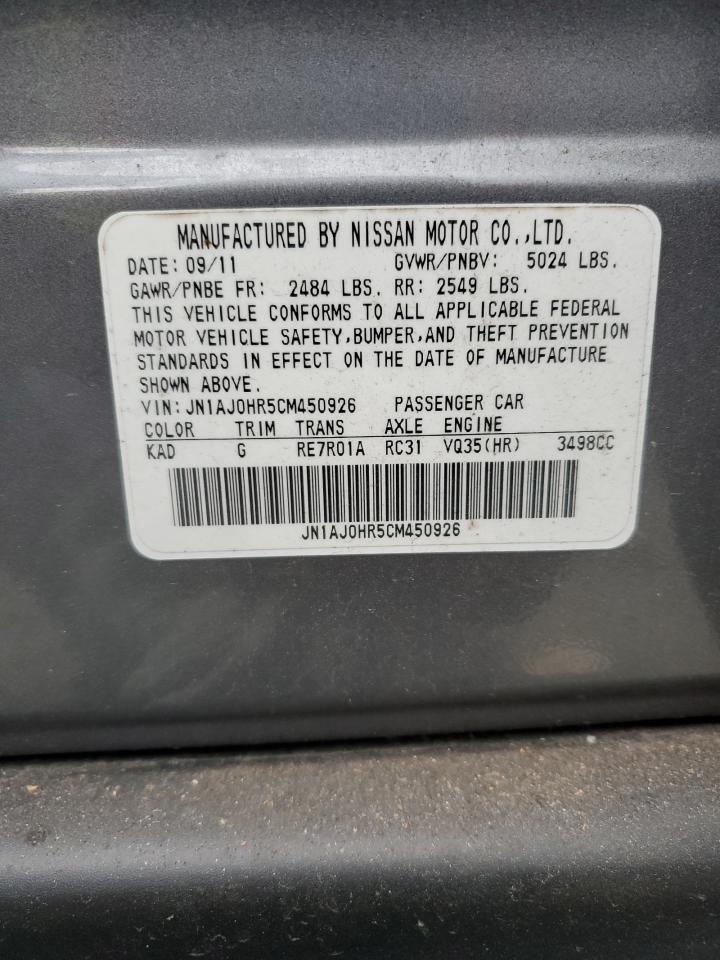 MANUFACTURED BY NISSAN MOTOR CO.,LTD.
DATE: 09/11 GVWR/PNBV: 5024 LBS.
GAWR/PNBE FR: 2484 LBS. RR: 2549 LBS.
THIS VEHICLE CONFORMS TO ALL APPLICABLE FEDERAL
MOTOR VEHICLE SAFETY,BUMPER,AND THEFT PREVENTION
STANDARDS IN EFFECT ON THE DATE OF MANUFACTURE
SHOWN ABOVE.
VIN: JN1AJ0HR5CM450926 PASSENGER CAR
COLOR TRIM TRANS AXLE ENGINE
KAD G RE7R01A RC31 VQ35(HR) 3498CC
JN1AJ0HR5CM450926